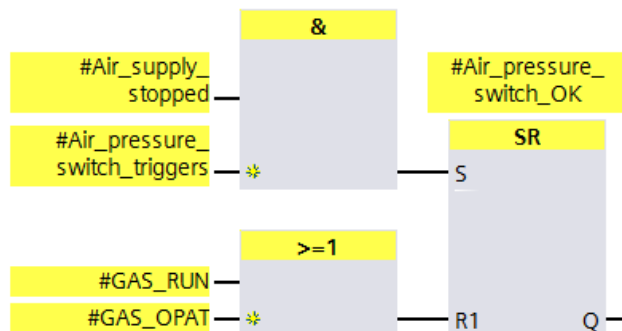 &
#Air_supply_
stopped
#Air_pressure_
switch_triggers
#Air_pressure_
switch_OK
SR
S
>=1
#GAS_RUN
#GAS_OPAT
R1
Q